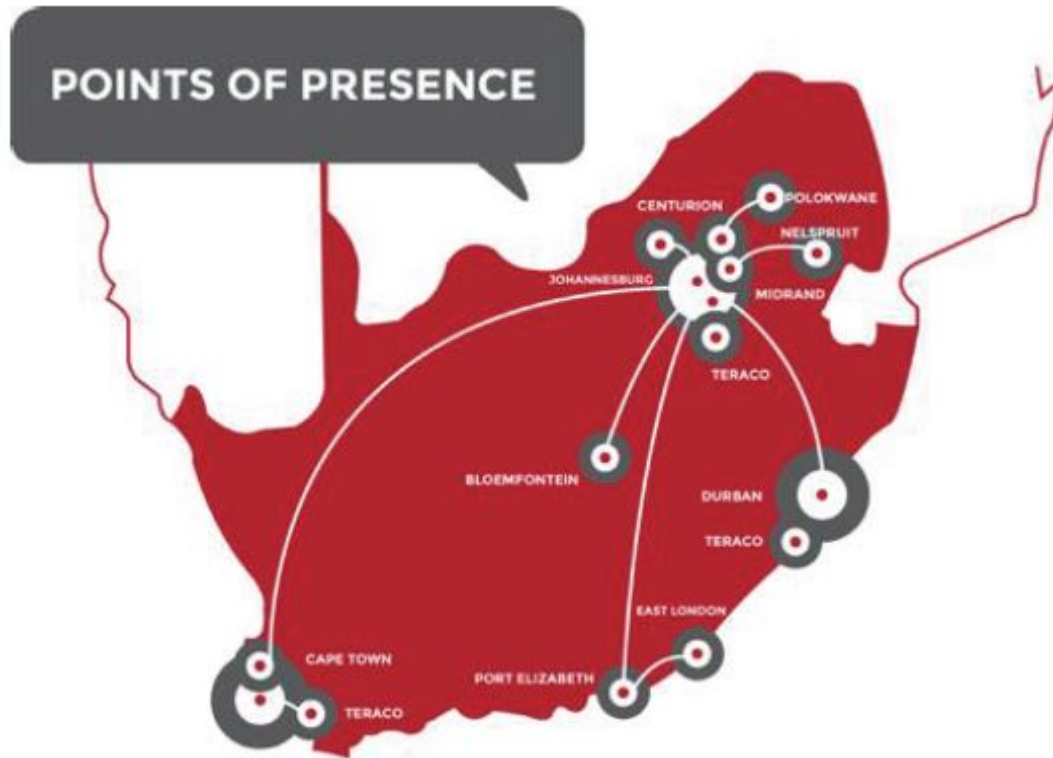 POINTS OF PRESENCE
POLOKWANE
CENTURION
NELSPRUIT
JOHANNESBURG
MIDRAND
TERACO
BLOEMFONTEIN
DURBAN
TERACO
EAST LONDON
CAPE TOWN
PORT ELIZABETH
TERACO